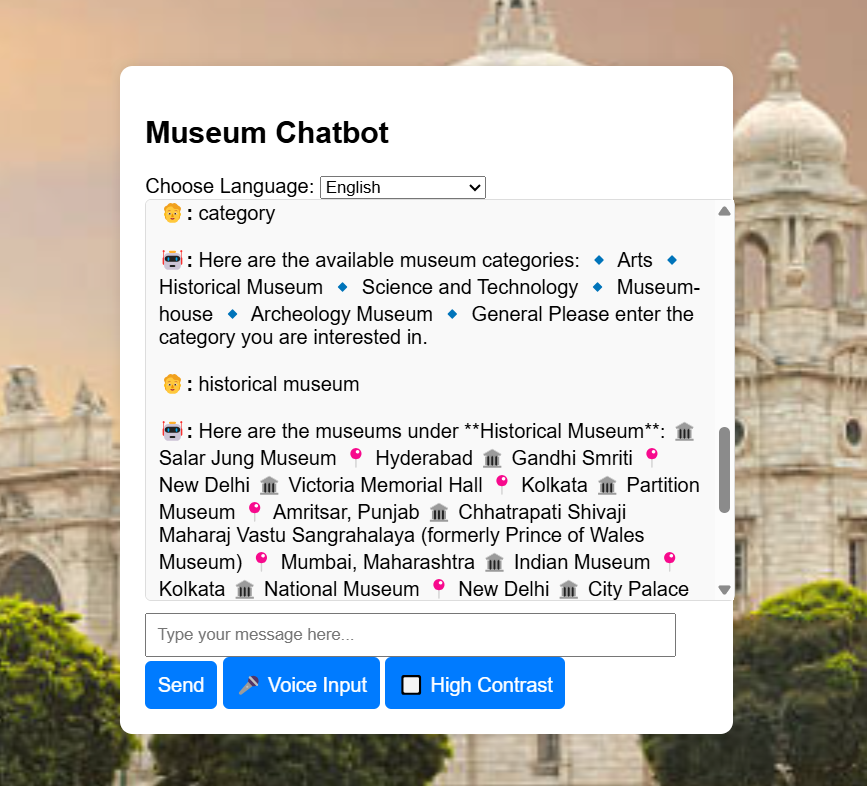 Museum Chatbot
Choose Language: English
🧑: category
🤖: Here are the available museum categories: 🔹 Arts 🔹
Historical Museum 🔹 Science and Technology 🔹 Museum-
house 🔹 Archeology Museum 🔹 General Please enter the
category you are interested in.
🧑: historical museum
🤖: Here are the museums under **Historical Museum**: 🏛
Salar Jung Museum 📍 Hyderabad 🏛 Gandhi Smriti 📍
New Delhi 🏛 Victoria Memorial Hall 📍 Kolkata 🏛 Partition
Museum 📍 Amritsar, Punjab 🏛 Chhatrapati Shivaji
Maharaj Vastu Sangrahalaya (formerly Prince of Wales
Museum) 📍 Mumbai, Maharashtra 🏛 Indian Museum 📍
Kolkata 🏛 National Museum 📍 New Delhi 🏛 City Palace
Type your message here...
Send 🎤 Voice Input 🔲 High Contrast